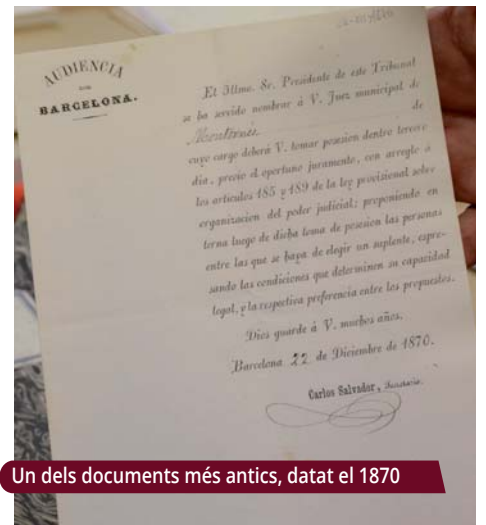 AUDIENCIA
DE
BARCELONA.
El Illmo. Sr. Presidente de este Tribunal
se ha servido nombrar á V. Juez municipal de
de
cuyo cargo deberá V. tomar posesion dentro tercero
dia, previo el oportuno juramento, con arreglo á
los artículos 185 y 189 de la ley provisional sobre
organizacion del poder judicial; proponiendo en
terna luego de dicha toma de posesion las personas
entre las que se haya de elegir un suplente, espre-
sando las condiciones que determinen su capacidad
legal, y la respectiva preferencia entre los propuestos.
Dios guarde á V. muchos años.
Barcelona 22 de Diciembre de 1870.
Carlos Salvador,
Un dels documents més antics, datat el 1870